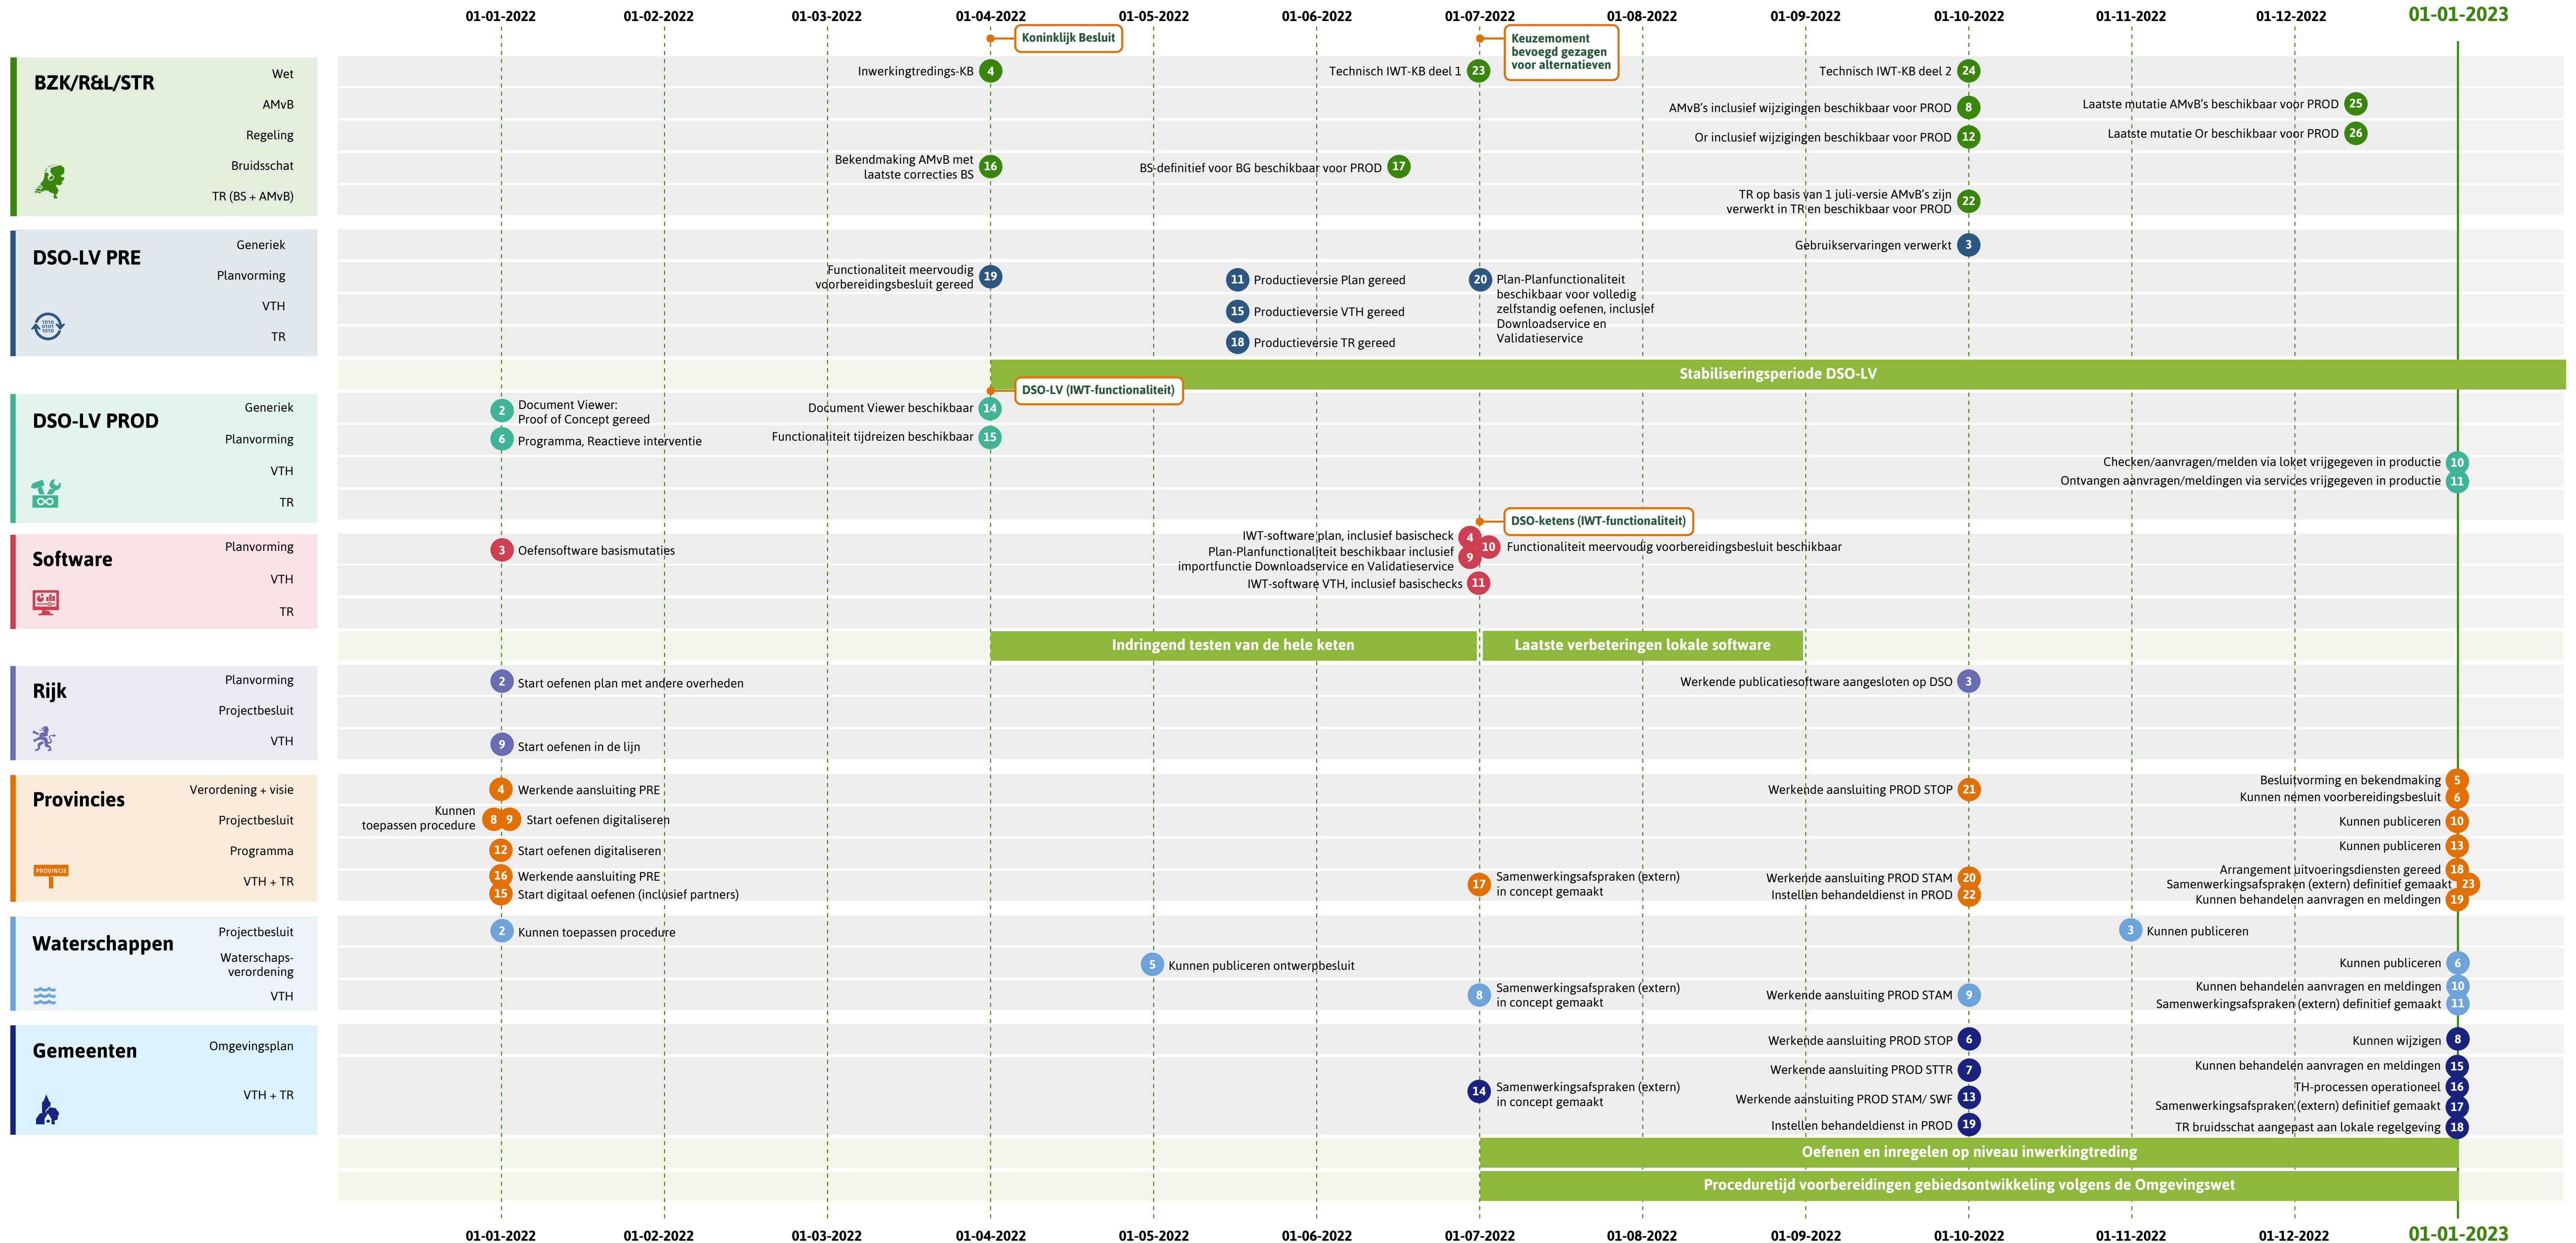 01-01-2022 01-02-2022 01-03-2022 01-04-2022 01-05-2022 01-06-2022 01-07-2022 01-08-2022 01-09-2022 01-10-2022 01-11-2022 01-12-2022 01-01-2023
Koninklijk Besluit
Keuzemoment
bevoegd gezagen
voor alternatieven
BZK/R&L/STR
Wet
Inwerkingtredings-KB 4
Technisch IWT-KB deel 1 23
Technisch IWT-KB deel 2 24
AMvB
AMvB's inclusief wijzigingen beschikbaar voor PROD 8
Laatste mutatie AMvB's beschikbaar voor PROD 25
Regeling
Or inclusief wijzigingen beschikbaar voor PROD 12
Laatste mutatie Or beschikbaar voor PROD 26
Bruidsschat
Bekendmaking AMvB met
laatste correcties BS
16
BS-definitief voor BG beschikbaar voor PROD 17
TR (BS + AMvB)
TR op basis van 1 juli-versie AMvB's zijn
verwerkt in TR en beschikbaar voor PROD
22
DSO-LV PRE
1010
0101
1010
Generiek
Gebruikservaringen verwerkt 3
Planvorming
Functionaliteit meervoudig
voorbereidingsbesluit gereed
19
11 Productieversie Plan gereed
20 Plan-Planfunctionaliteit
beschikbaar voor volledig
zelfstandig oefenen, inclusief
Downloadservice en
Validatieservice
VTH
15 Productieversie VTH gereed
TR
18 Productieversie TR gereed
Stabiliseringsperiode DSO-LV
DSO-LV (IWT-functionaliteit)
DSO-LV PROD
Generiek
2 Document Viewer:
Proof of Concept gereed
Document Viewer beschikbaar 14
Planvorming
6 Programma, Reactieve interventie
Functionaliteit tijdreizen beschikbaar 15
VTH
Checken/aanvragen/melden via loket vrijgegeven in productie 10
Ontvangen aanvragen/meldingen via services vrijgegeven in productie 11
TR
DSO-ketens (IWT-functionaliteit)
Software
Planvorming
3 Oefensoftware basismutaties
IWT-software plan, inclusief basischeck 4
Plan-Planfunctionaliteit beschikbaar inclusief
importfunctie Downloadservice en Validatieservice
9
10 Functionaliteit meervoudig voorbereidingsbesluit beschikbaar
VTH
IWT-software VTH, inclusief basischecks 11
TR
Indringend testen van de hele keten
Laatste verbeteringen lokale software
Rijk
Planvorming
2 Start oefenen plan met andere overheden
Werkende publicatiesoftware aangesloten op DSO 3
Projectbesluit
VTH
9 Start oefenen in de lijn
Provincies
PROVINCIE
Verordening + visie
4 Werkende aansluiting PRE
Werkende aansluiting PROD STOP 21
Besluitvorming en bekendmaking 5
Kunnen nemen voorbereidingsbesluit 6
Projectbesluit
Kunnen
toepassen procedure
8 9 Start oefenen digitaliseren
Kunnen publiceren 10
Programma
12 Start oefenen digitaliseren
Kunnen publiceren 13
VTH + TR
16 Werkende aansluiting PRE
15 Start digitaal oefenen (inclusief partners)
17 Samenwerkingsafspraken (extern)
in concept gemaakt
Werkende aansluiting PROD STAM 20
Instellen behandeldienst in PROD 22
Arrangement uitvoeringsdiensten gereed 18
Samenwerkingsafspraken (extern) definitief gemaakt 23
Kunnen behandelen aanvragen en meldingen 19
Waterschappen
Projectbesluit
2 Kunnen toepassen procedure
3 Kunnen publiceren
Waterschaps-
verordening
5 Kunnen publiceren ontwerpbesluit
Kunnen publiceren 6
VTH
8 Samenwerkingsafspraken (extern)
in concept gemaakt
Werkende aansluiting PROD STAM 9
Kunnen behandelen aanvragen en meldingen 10
Samenwerkingsafspraken (extern) definitief gemaakt 11
Gemeenten
Omgevingsplan
Werkende aansluiting PROD STOP 6
Kunnen wijzigen 8
VTH + TR
14 Samenwerkingsafspraken (extern)
in concept gemaakt
Werkende aansluiting PROD STTR 7
Werkende aansluiting PROD STAM/ SWF 13
Instellen behandeldienst in PROD 19
Kunnen behandelen aanvragen en meldingen 15
TH-processen operationeel 16
Samenwerkingsafspraken (extern) definitief gemaakt 17
TR bruidsschat aangepast aan lokale regelgeving 18
Oefenen en inregelen op niveau inwerkingtreding
Proceduretijd voorbereidingen gebiedsontwikkeling volgens de Omgevingswet
01-01-2022 01-02-2022 01-03-2022 01-04-2022 01-05-2022 01-06-2022 01-07-2022 01-08-2022 01-09-2022 01-10-2022 01-11-2022 01-12-2022 01-01-2023